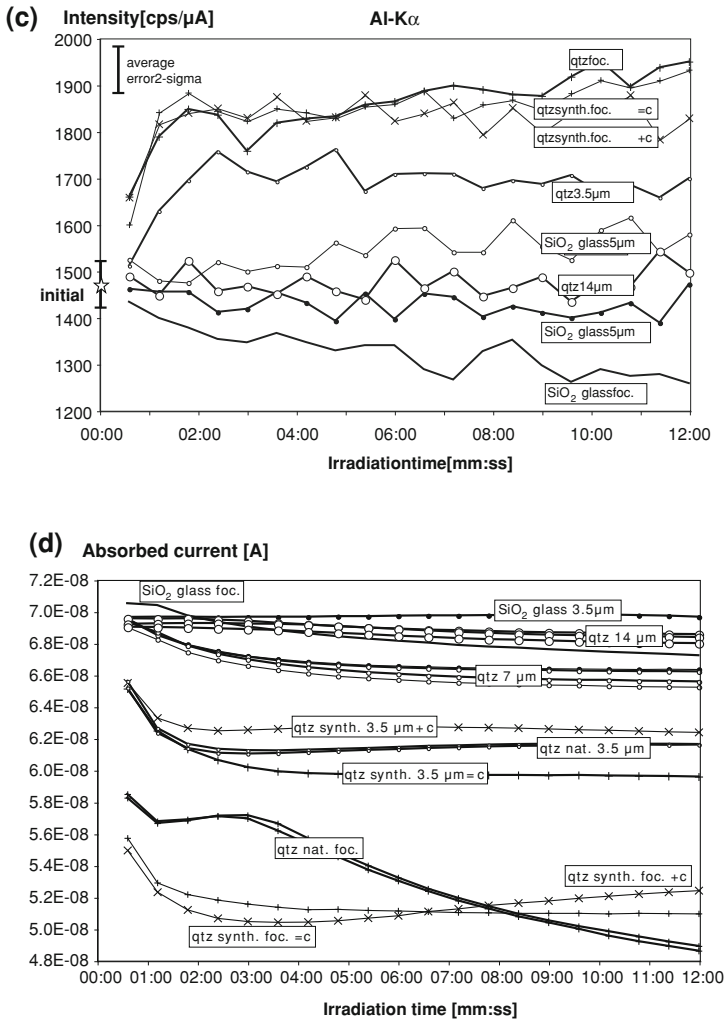 (c) Intensity[cps/µA] Al-Kα
2000
1900
1800
1700
1600
1500
1400
1300
1200
initial
average
error2-sigma
qtzfoc.
qtzsynth.foc. =c
qtzsynth.foc. +c
qtz3.5µm
SiO2 glass5µm
qtz14µm
SiO2 glass5µm
SiO2 glassfoc.
00:00 02:00 04:00 06:00 08:00 10:00 12:00
Irradiationtime[mm:ss]
(d) Absorbed current [A]
7.2E-08
7.0E-08
6.8E-08
6.6E-08
6.4E-08
6.2E-08
6.0E-08
5.8E-08
5.6E-08
5.4E-08
5.2E-08
5.0E-08
4.8E-08
SiO2 glass foc.
SiO2 glass 3.5µm
qtz 14 µm
qtz 7 µm
qtz synth. 3.5 µm+c
qtz nat. 3.5 µm
qtz synth. 3.5 µm=c
qtz nat. foc.
qtz synth. foc. +c
qtz synth. foc. =c
00:00 01:00 02:00 03:00 04:00 05:00 06:00 07:00 08:00 09:00 10:00 11:00 12:00
Irradiation time [mm:ss]